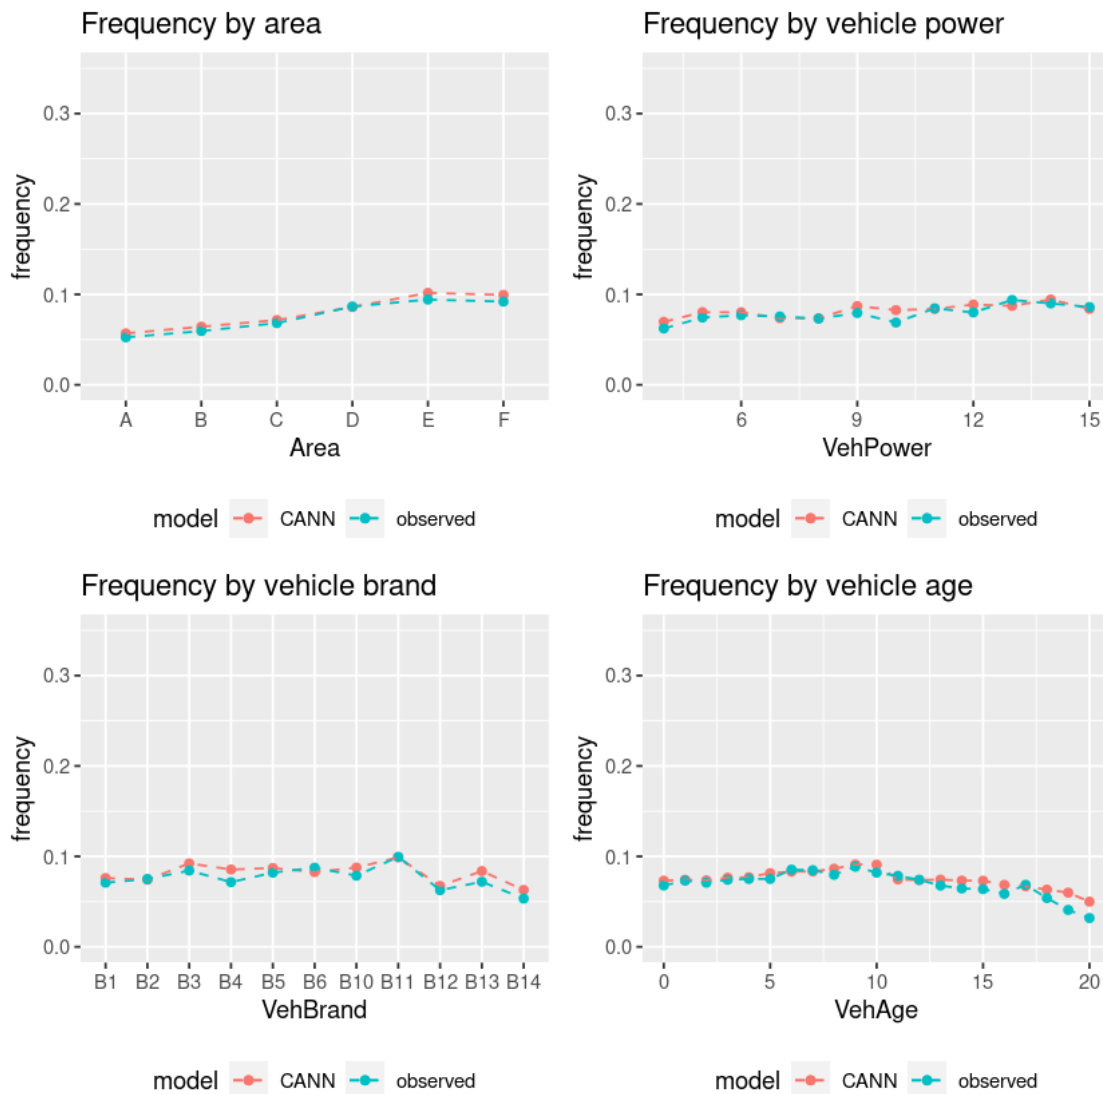 Frequency by area
0.3
0.2
0.1
0.0
frequency
A B C D E F
Area
model CANN observed
Frequency by vehicle power
0.3
0.2
0.1
0.0
frequency
6 9 12 15
VehPower
model CANN observed
Frequency by vehicle brand
0.3
0.2
0.1
0.0
frequency
B1 B2 B3 B4 B5 B6 B10 B11 B12 B13 B14
VehBrand
model CANN observed
Frequency by vehicle age
0.3
0.2
0.1
0.0
frequency
0 5 10 15 20
VehAge
model CANN observed